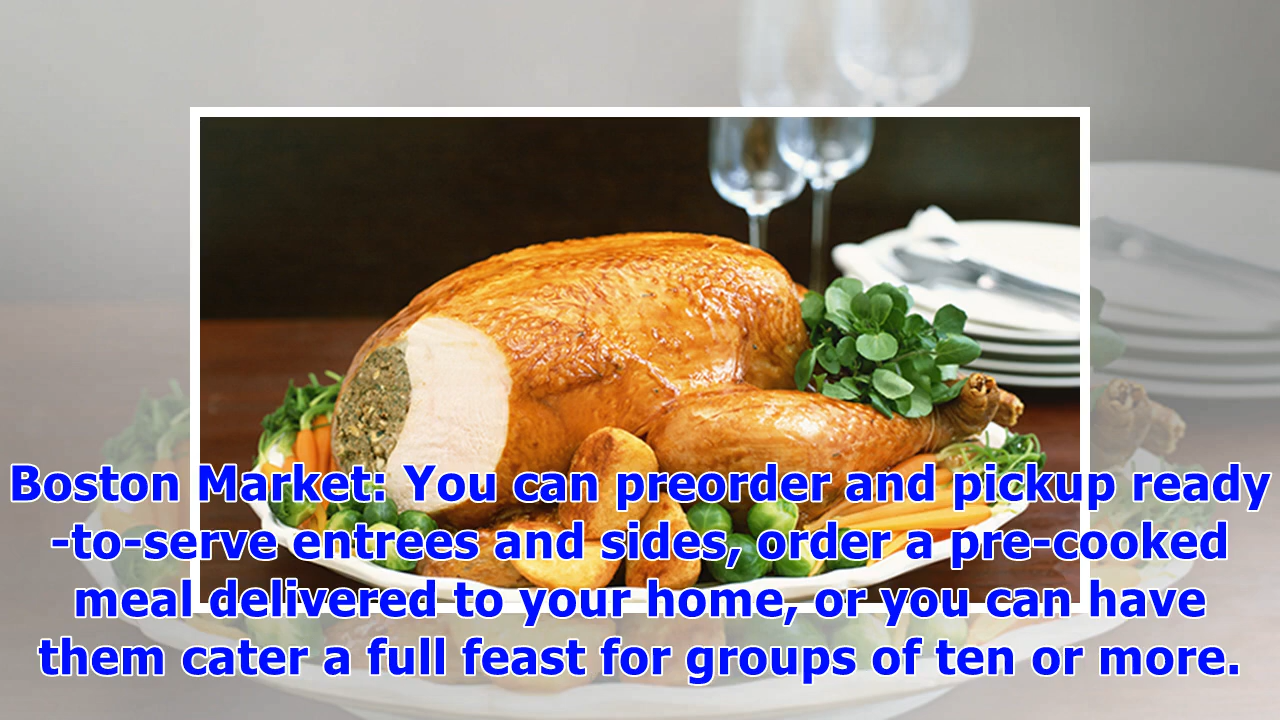 Boston Market: You can preorder and pickup ready
-to-serve entrees and sides, order a pre-cooked
meal delivered to your home, or you can have
them cater a full feast for groups of ten or more.